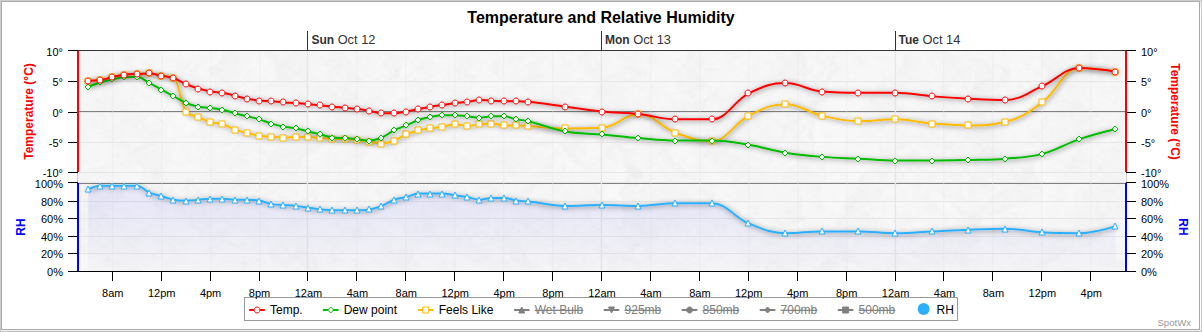 Temperature and Relative Humidity
Sun Oct 12 Mon Oct 13 Tue Oct 14
10° 10°
5° 5°
0° 0°
-5° -5°
-10° -10°
Temperature (°C) Temperature (°C)
100% 100%
80% 80%
60% 60%
40% 40%
20% 20%
0% 0%
RH RH
8am 12pm 4pm 8pm 12am 4am 8am 12pm 4pm 8pm 12am 4am 8am 12pm 4pm 8pm 12am 4am 8am 12pm 4pm
Temp. Dew point Feels Like Wet Bulb 925mb 850mb 700mb 500mb RH
SpotWx